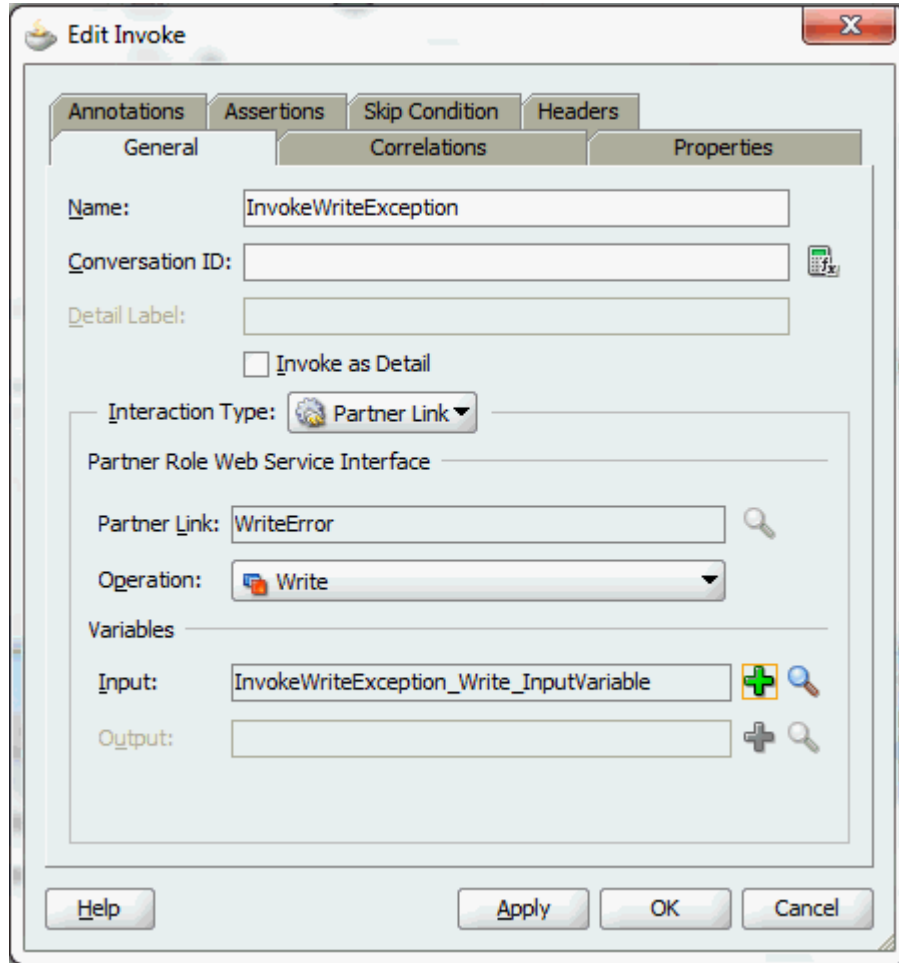 Edit Invoke
Annotations Assertions Skip Condition Headers
General Correlations Properties
Name: InvokeWriteException
Conversation ID:
fx
Detail Label:
Invoke as Detail
Interaction Type: Partner Link
Partner Role Web Service Interface
Partner Link: WriteError
Operation: Write
Variables
Input: InvokeWriteException_Write_InputVariable
Output:
Help Apply OK Cancel